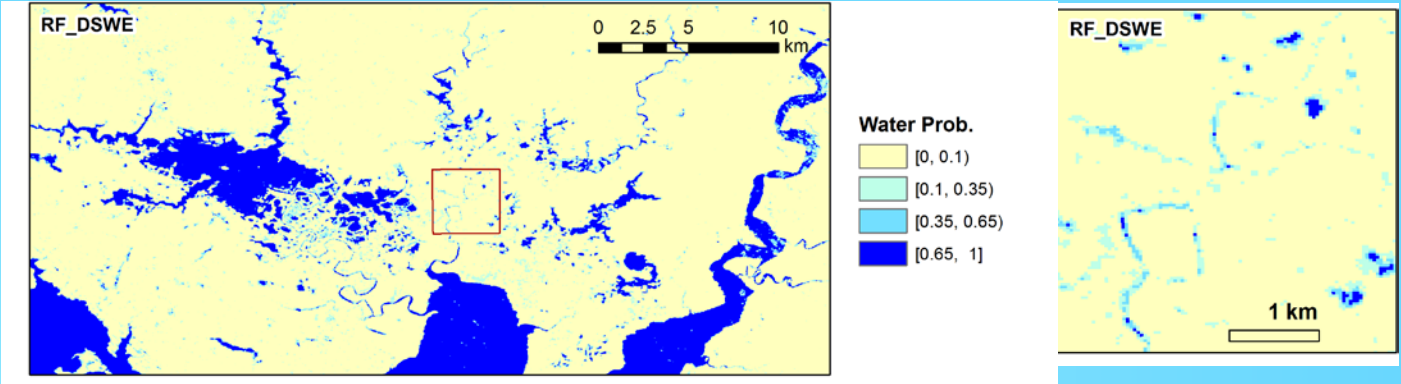 RF_DSWE
0 2.5 5 10
km
Water Prob.
[0, 0.1)
[0.1, 0.35)
[0.35, 0.65)
[0.65, 1]
RF_DSWE
1 km